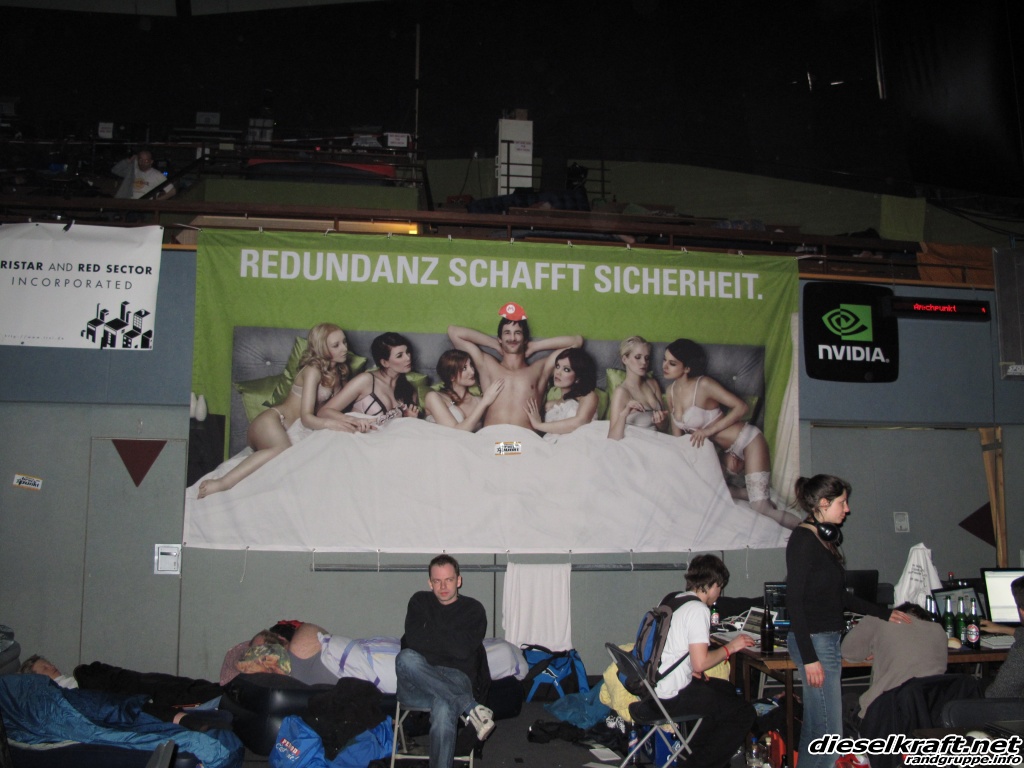 REDUNDANZ SCHAFFT SICHERHEIT.
RISTAR AND RED SECTOR
INCORPORATED
NVIDIA
dieselkraft.net
randgruppe.info